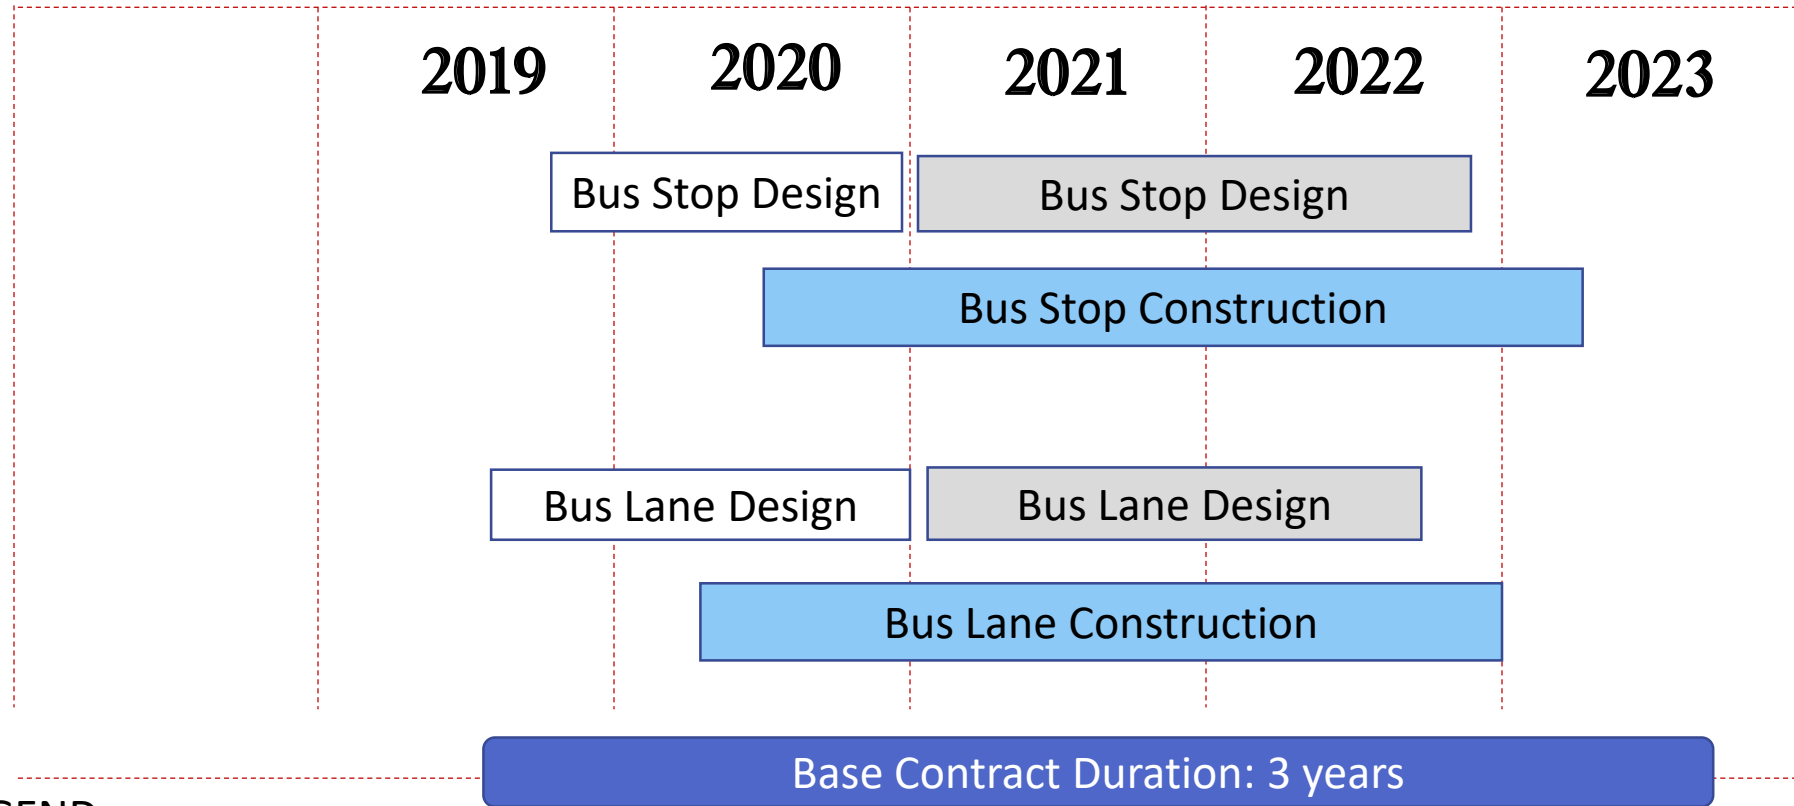 2019 2020 2021 2022 2023
Bus Stop Design Bus Stop Design
Bus Stop Construction
Bus Lane Design Bus Lane Design
Bus Lane Construction
Base Contract Duration: 3 years